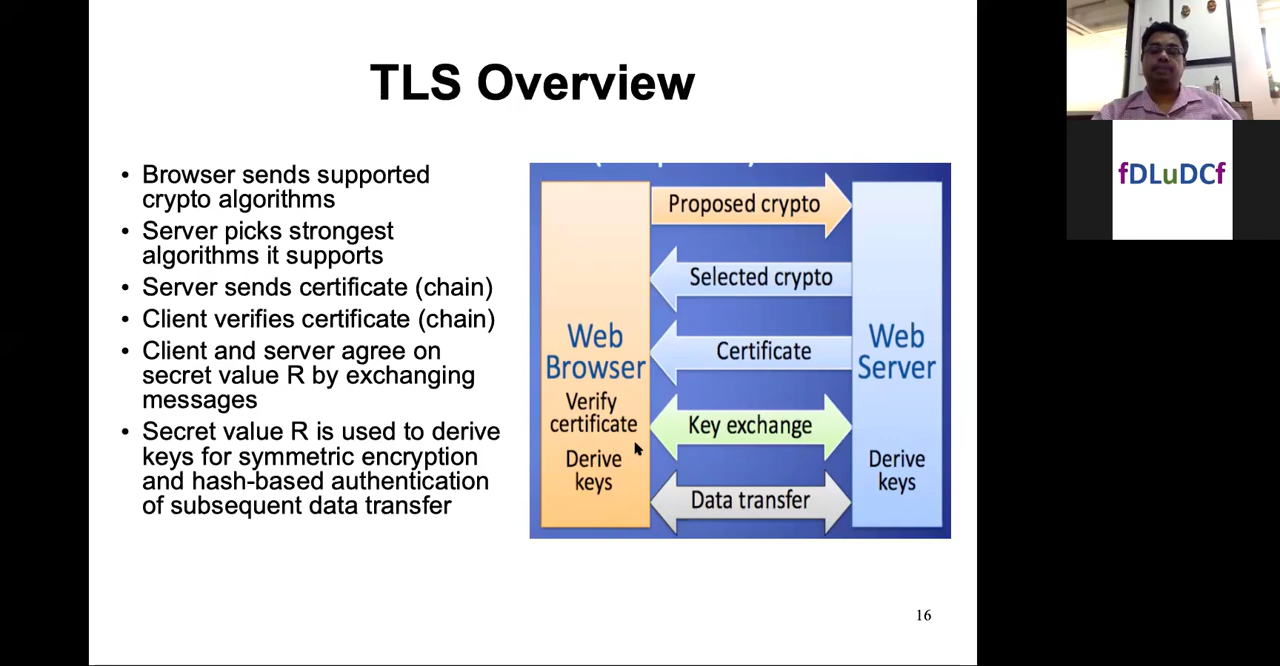 TLS Overview
• Browser sends supported
crypto algorithms
• Server picks strongest
algorithms it supports
• Server sends certificate (chain)
• Client verifies certificate (chain)
• Client and server agree on
secret value R by exchanging
messages
• Secret value R is used to derive
keys for symmetric encryption
and hash-based authentication
of subsequent data transfer
Proposed crypto
Selected crypto
Certificate
Key exchange
Data transfer
Web
Browser
Verify
certificate
Derive
keys
Web
Server
Derive
keys
16
fDLuDCf